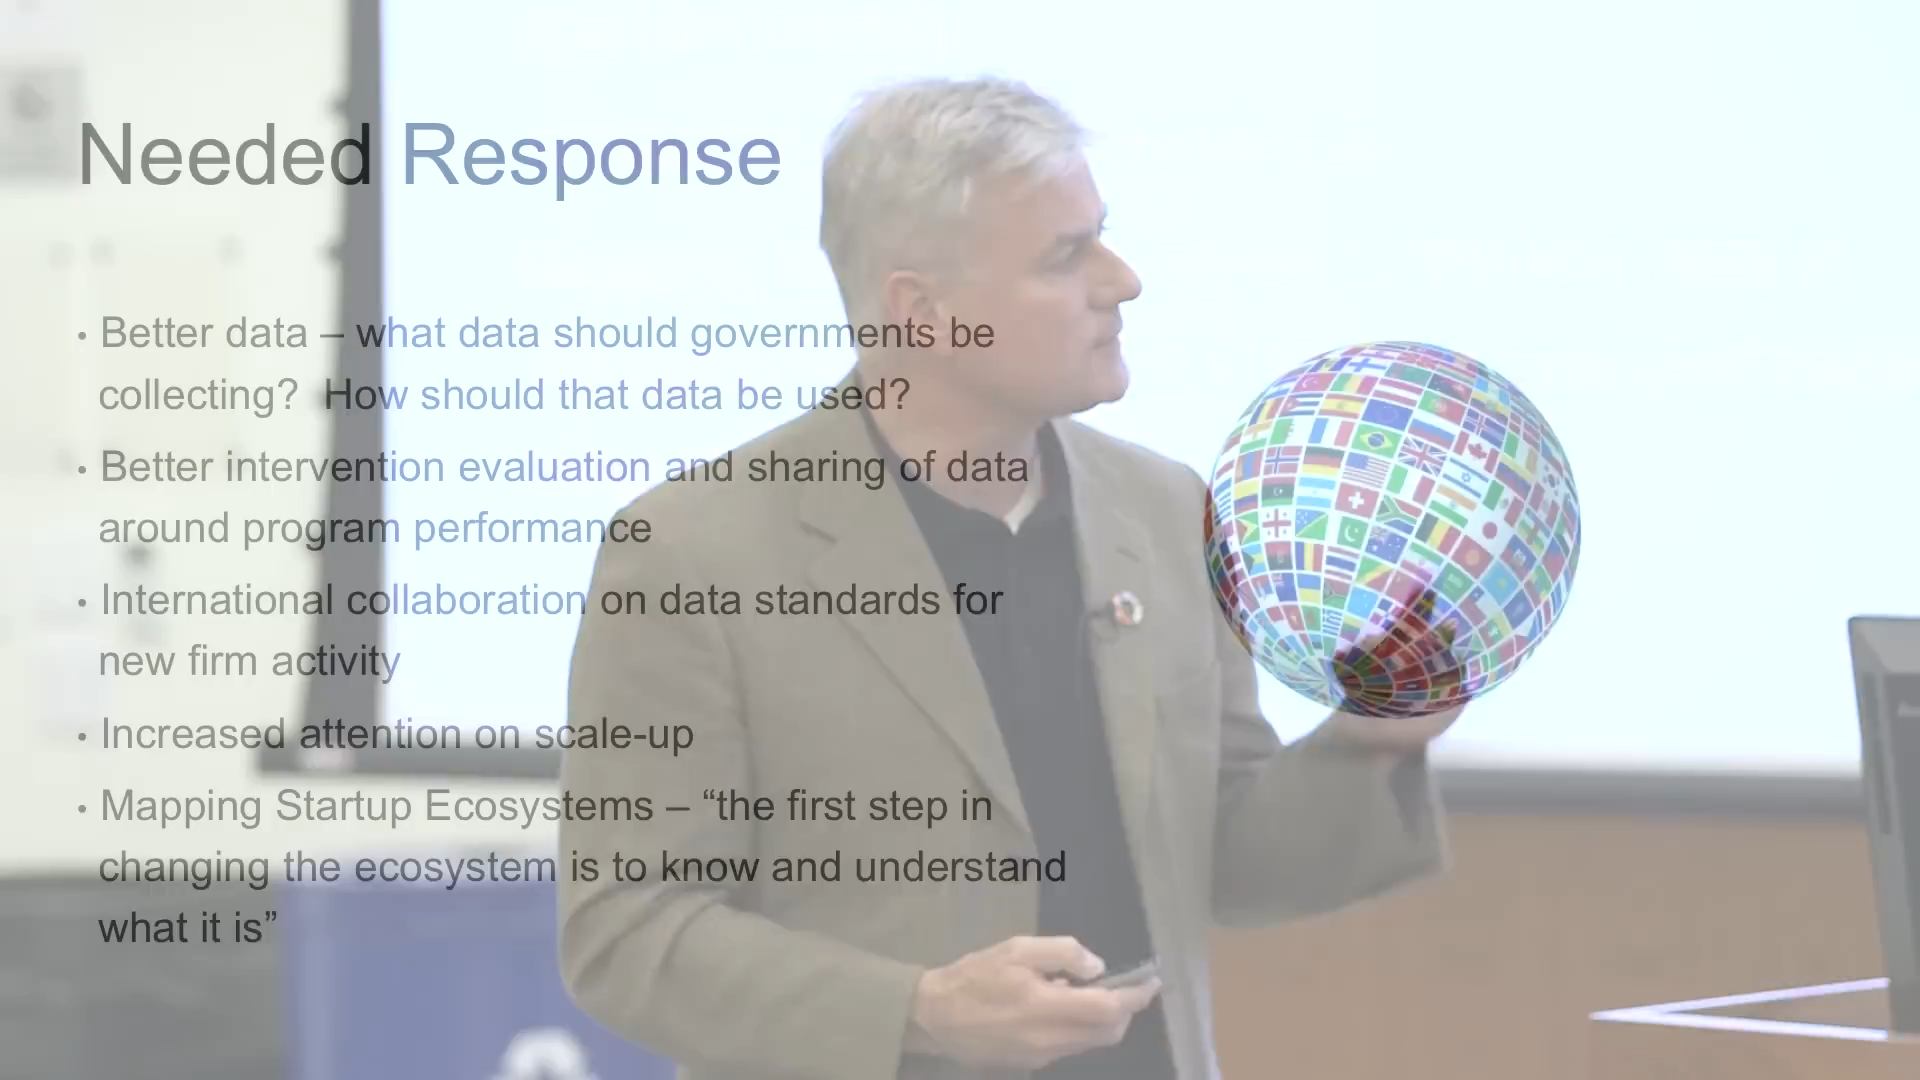 Needed Response
• Better data – what data should governments be
collecting?  How should that data be used?
• Better intervention evaluation and sharing of data
around program performance
• International collaboration on data standards for
new firm activity
• Increased attention on scale-up
• Mapping Startup Ecosystems – “the first step in
changing the ecosystem is to know and understand
what it is”